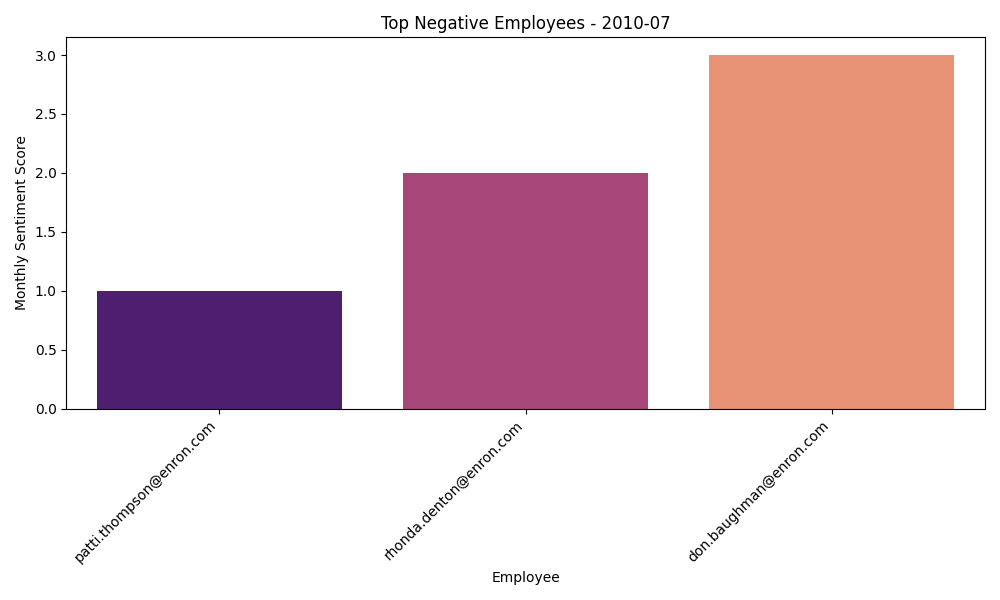 Top Negative Employees - 2010-07
Monthly Sentiment Score
3.0
2.5
2.0
1.5
1.0
0.5
0.0
patti.thompson@enron.com
rhonda.denton@enron.com
don.baughman@enron.com
Employee